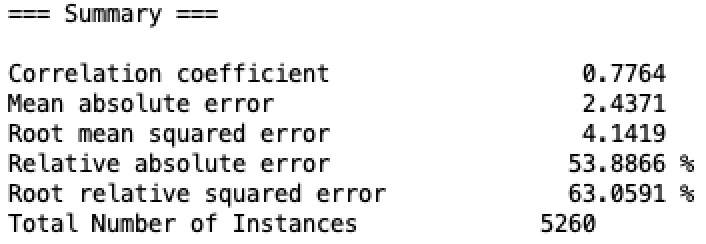 === Summary ===
Correlation coefficient 0.7764
Mean absolute error 2.4371
Root mean squared error 4.1419
Relative absolute error 53.8866 %
Root relative squared error 63.0591 %
Total Number of Instances 5260